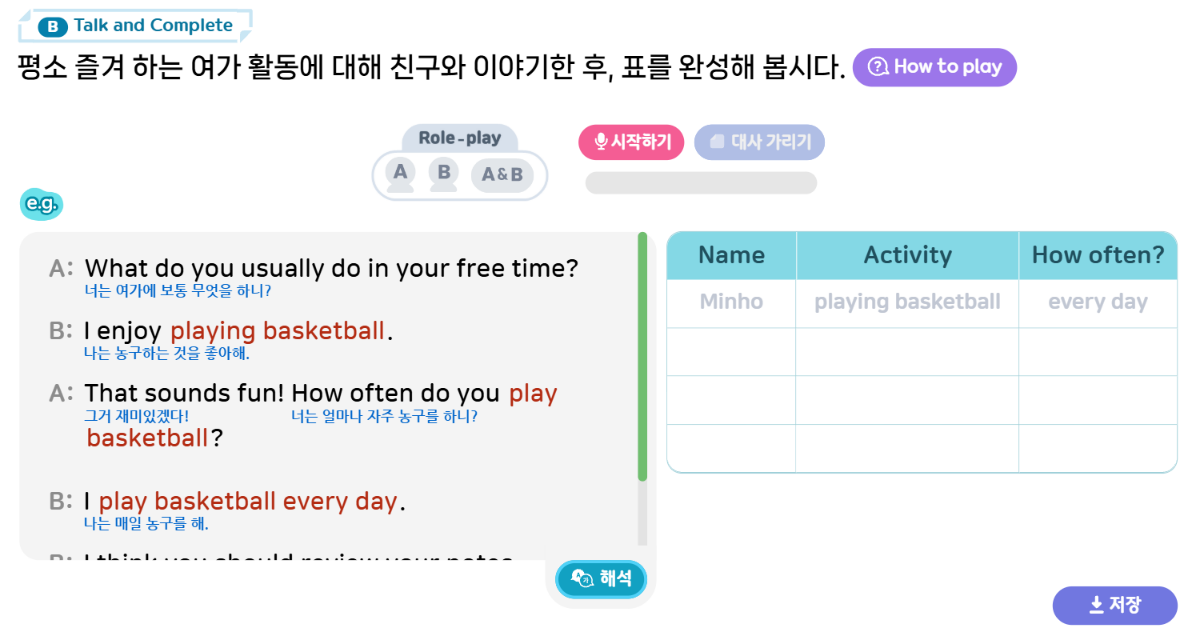 B Talk and Complete
평소 즐겨 하는 여가 활동에 대해 친구와 이야기한 후, 표를 완성해 봅시다. How to play
Role-play
A B A&B
시작하기 대사 가리기
e.g.
A: What do you usually do in your free time?
너는 여가에 보통 무엇을 하니?
B: I enjoy playing basketball.
나는 농구하는 것을 좋아해.
A: That sounds fun! How often do you play
그거 재미있겠다! 너는 얼마나 자주 농구를 하니?
basketball?
B: I play basketball every day.
나는 매일 농구를 해.
B: I think you should review your notes
해석
Name Activity How often?
Minho playing basketball every day
저장